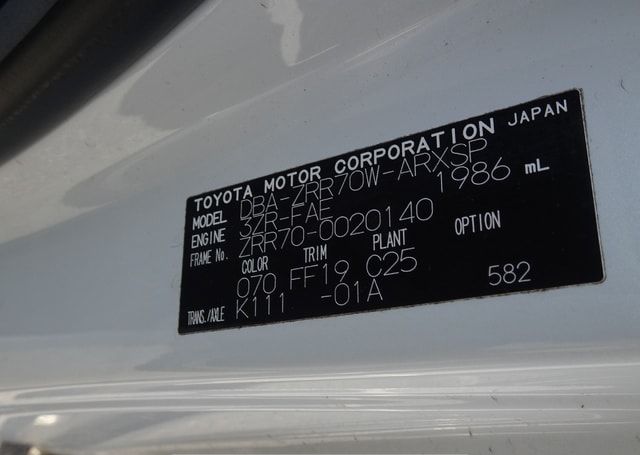 TOYOTA MOTOR CORPORATION JAPAN
MODEL DBA-ZRR70W-ARXSP
ENGINE 3ZR-FAE 1986 mL
FRAME No. ZRR70-0020140
COLOR TRIM PLANT OPTION
070 FF19 C25
TRANS./AXLE K111 -01A 582